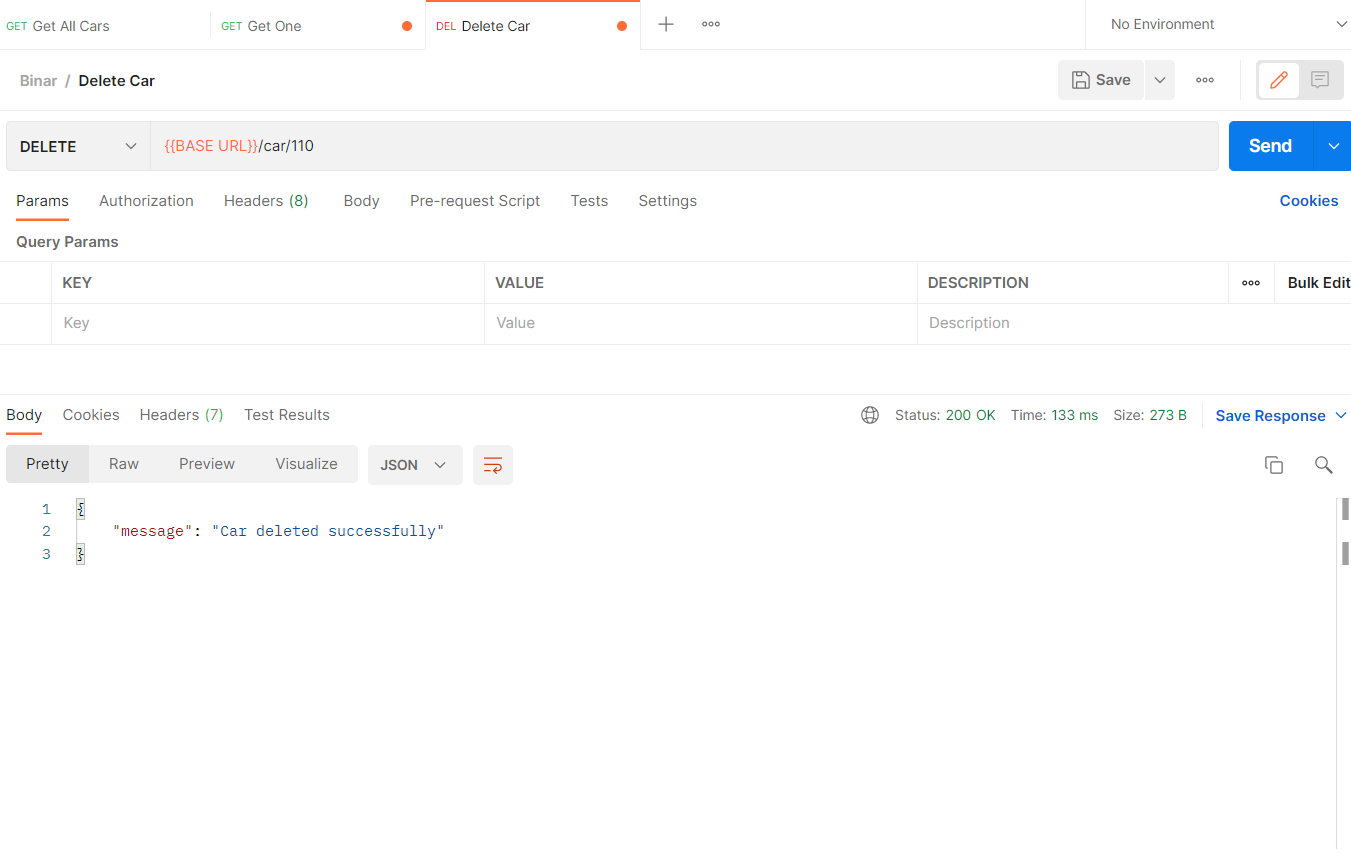 GET Get All Cars GET Get One DEL Delete Car No Environment
Binar / Delete Car Save
DELETE {{BASE URL}}/car/110 Send
Params Authorization Headers (8) Body Pre-request Script Tests Settings Cookies
Query Params
KEY VALUE DESCRIPTION Bulk Edit
Key Value Description
Body Cookies Headers (7) Test Results Status: 200 OK Time: 133 ms Size: 273 B Save Response
Pretty Raw Preview Visualize JSON
1 {
2 "message": "Car deleted successfully"
3 }